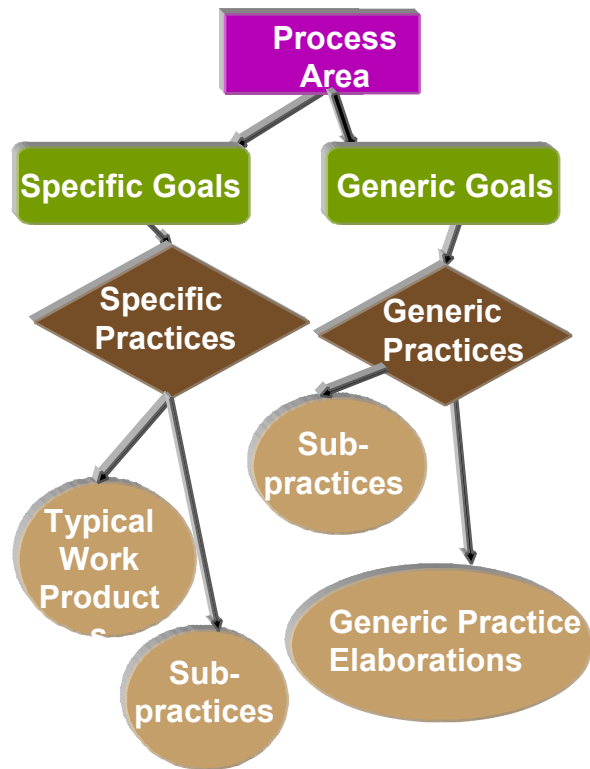 Process
Area
Specific Goals
Generic Goals
Specific
Practices
Generic
Practices
Sub-
practices
Typical
Work
Product
s
Sub-
practices
Generic Practice
Elaborations